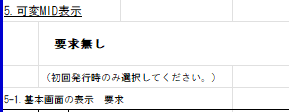 5. 可変MID表示
要求無し
（初回発行時のみ選択してください。）
5-1. 基本画面の表示　要求